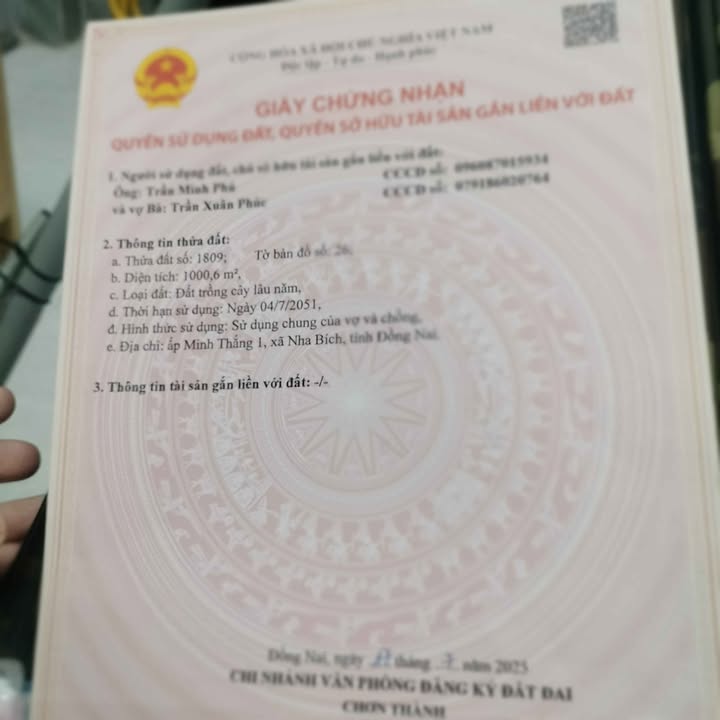 CỘNG HÒA XÃ HỘI CHỦ NGHĨA VIỆT NAM
Độc lập - Tự do - Hạnh phúc
GIẤY CHỨNG NHẬN
QUYỀN SỬ DỤNG ĐẤT, QUYỀN SỞ HỮU TÀI SẢN GẮN LIỀN VỚI ĐẤT
1. Người sử dụng đất, chủ sở hữu tài sản gắn liền với đất:
Ông: Trần Minh Phú CCCD số: 096087015934
và vợ Bà: Trần Xuân Phúc CCCD số: 079186020764
2. Thông tin thửa đất:
a. Thửa đất số: 1809; Tờ bản đồ số: 26;
b. Diện tích: 1000,6 m²,
c. Loại đất: Đất trồng cây lâu năm,
d. Thời hạn sử dụng: Ngày 04/7/2051,
đ. Hình thức sử dụng: Sử dụng chung của vợ và chồng,
e. Địa chỉ: ấp Minh Thắng 1, xã Nha Bích, tỉnh Đồng Nai.
3. Thông tin tài sản gắn liền với đất: -/-
Đồng Nai, ngày tháng 7 năm 2025
CHI NHÁNH VĂN PHÒNG ĐĂNG KÝ ĐẤT ĐAI
CHƠN THÀNH